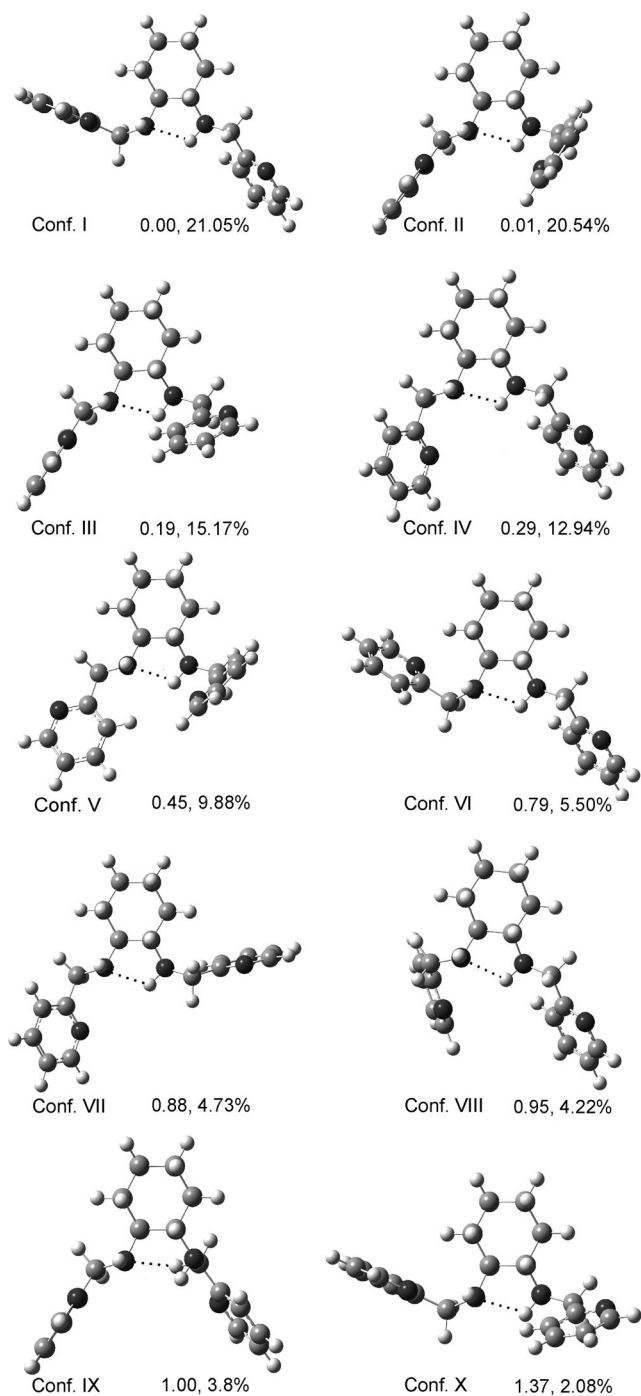 Conf. I 0.00, 21.05%
Conf. II 0.01, 20.54%
Conf. III 0.19, 15.17%
Conf. IV 0.29, 12.94%
Conf. V 0.45, 9.88%
Conf. VI 0.79, 5.50%
Conf. VII 0.88, 4.73%
Conf. VIII 0.95, 4.22%
Conf. IX 1.00, 3.8%
Conf. X 1.37, 2.08%